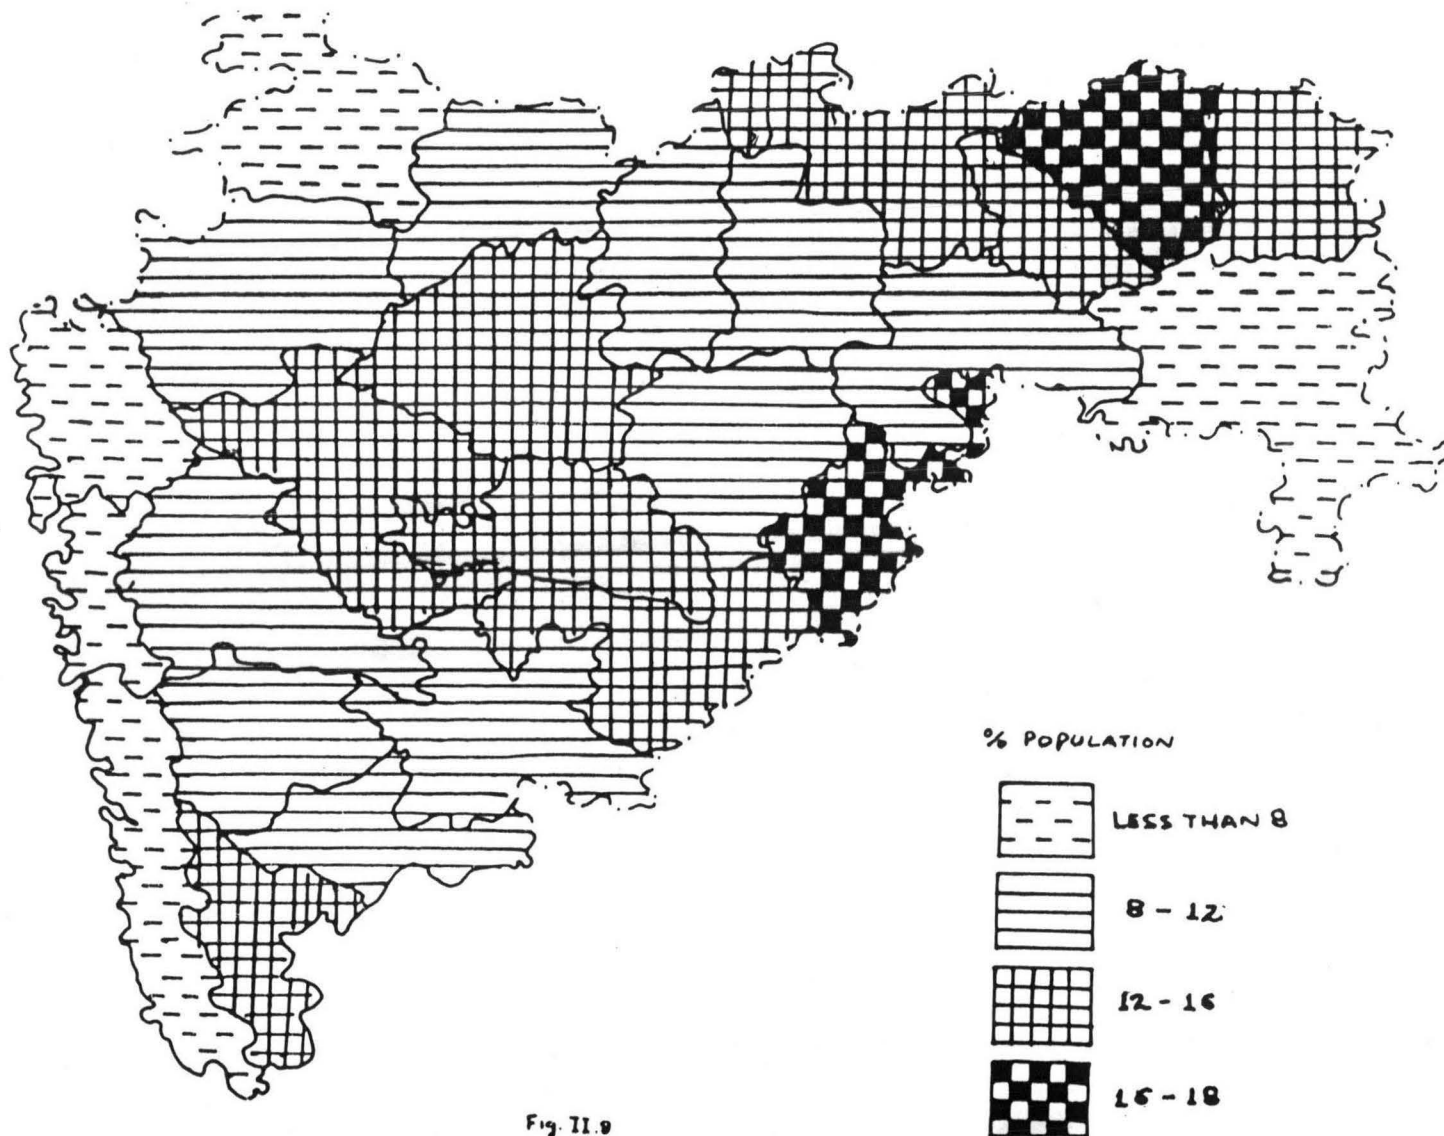 % POPULATION
LESS THAN 8
8 - 12
12 - 16
16 - 18
Fig. II.9